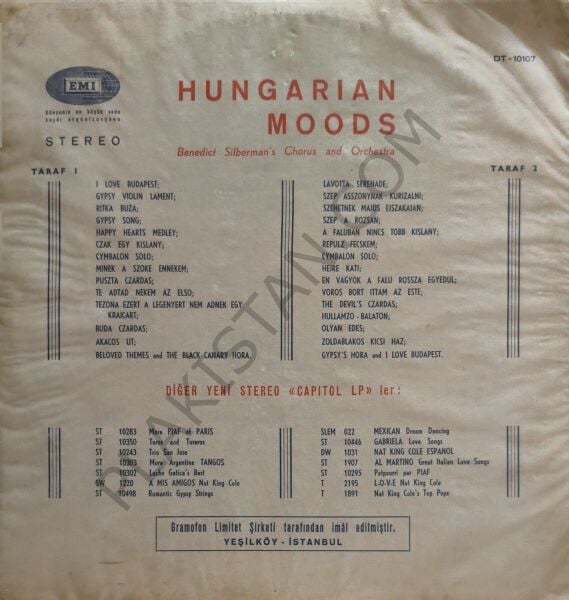 DT - 10107
EMI
Dünyanın en büyük seda
kayıt organizasyonu
STEREO
HUNGARIAN
MOODS
Benedict Silberman's Chorus and Orchestra
TARAF 1
I LOVE BUDAPEST;
GYPSY VIOLIN LAMENT;
RITKA BUZA;
GYPSY SONG;
HAPPY HEARTS MEDLEY;
CZAK EGY KISLANY;
CYMBALON SOLO;
MINEK A SZOKE ENNEKEM;
PUSZTA CZARDAS;
TE ADTAD NEKEM AZ ELSO;
TEZONA EZERT A LEGENYERT NEM ADNEK EGY
KRAJCART;
BUDA CZARDAS;
AKACOS UT;
BELOVED THEMES and THE BLACK CANARY HORA.
TARAF 2
LAVOTTA SERENADE;
SZEP ASSZONYNAK KURIZALNI;
SZEHETNEK MAJUS EJSZAKAIAN;
SZEP A ROZSAN;
A FALUBAN NINCS TOBB KISLANY;
REPULZ FECSKEM;
CYMBALON SOLO;
HEIRE KATI;
EN VAGYOK A FALU ROSSZA EGYEDUL;
VOROS BORT ITTAM AZ ESTE;
THE DEVIL'S CZARDAS;
HULLAMZO - BALATON;
OLYAN EDES;
ZOLDABLAKOS KICSI HAZ;
GYPSY'S HORA and I LOVE BUDAPEST.
DİĞER YENİ STEREO «CAPITOL LP» ler:
ST 10283 More PIAF of PARIS
ST 10350 Toros and Toreros
ST 10243 Trio San Jose
ST 10303 More Argentine TANGOS
ST 10302 Lucho Gatica's Best
SW 1220 A MIS AMIGOS Nat King Cole
ST 10498 Romantic Gypsy Strings
SLEM 022 MEXICAN Dream Dancing
ST 10446 GABRIELA Love Songs
DW 1031 NAT KING COLE ESPANOL
ST 1907 AL MARTINO Great Italian Love Songs
ST 10295 Potpourri par PIAF
T 2195 L-O-V-E Nat King Cole
T 1891 Nat King Cole's Top Pops
Gramofon Limitet Şirketi tarafından imâl edilmiştir.
YEŞİLKÖY - İSTANBUL
PLAKISTAN.COM